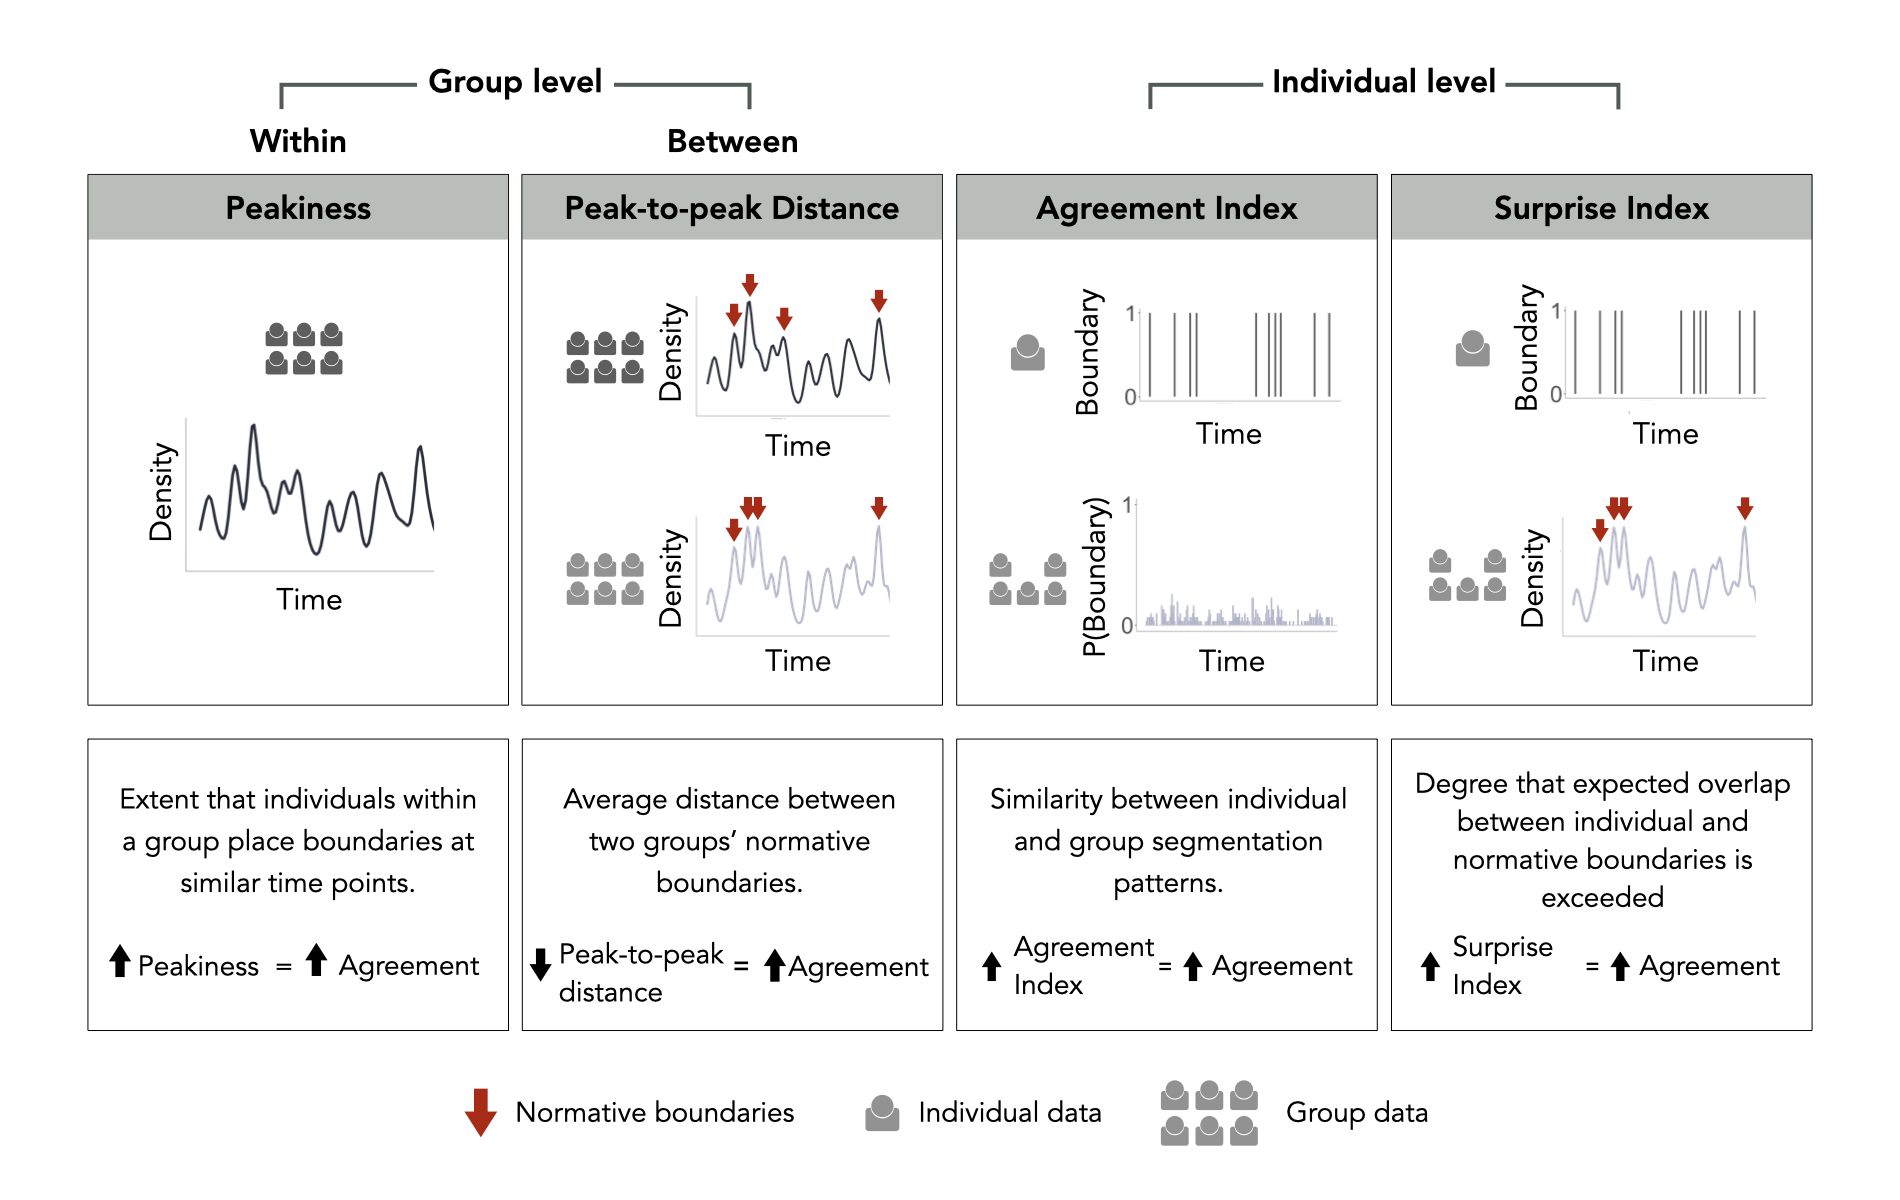 Group level
Individual level
Within
Between
Peakiness
Peak-to-peak Distance
Agreement Index
Surprise Index
Density
Time
Density
Time
Density
Time
Boundary
1
0
Time
P(Boundary)
1
0
Time
Boundary
1
0
Time
Density
Time
Extent that individuals within
a group place boundaries at
similar time points.
Peakiness = Agreement
Average distance between
two groups’ normative
boundaries.
Peak-to-peak
distance
= Agreement
Similarity between individual
and group segmentation
patterns.
Agreement
Index
= Agreement
Degree that expected overlap
between individual and
normative boundaries is
exceeded
Surprise
Index
= Agreement
Normative boundaries
Individual data
Group data